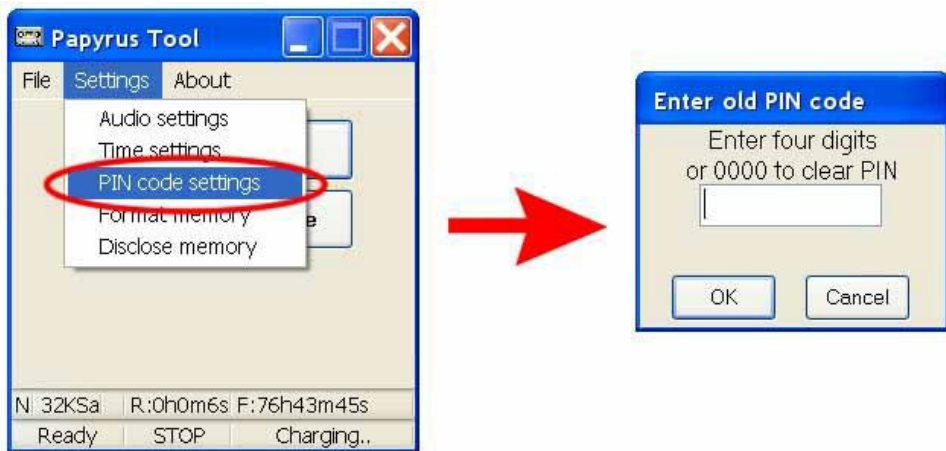 Papyrus Tool
File Settings About
Audio settings
Time settings
PIN code settings
Format memory
Disclose memory
e
N 32KSa R:0h0m6s F:76h43m45s
Ready STOP Charging..
Enter old PIN code
Enter four digits
or 0000 to clear PIN
OK Cancel